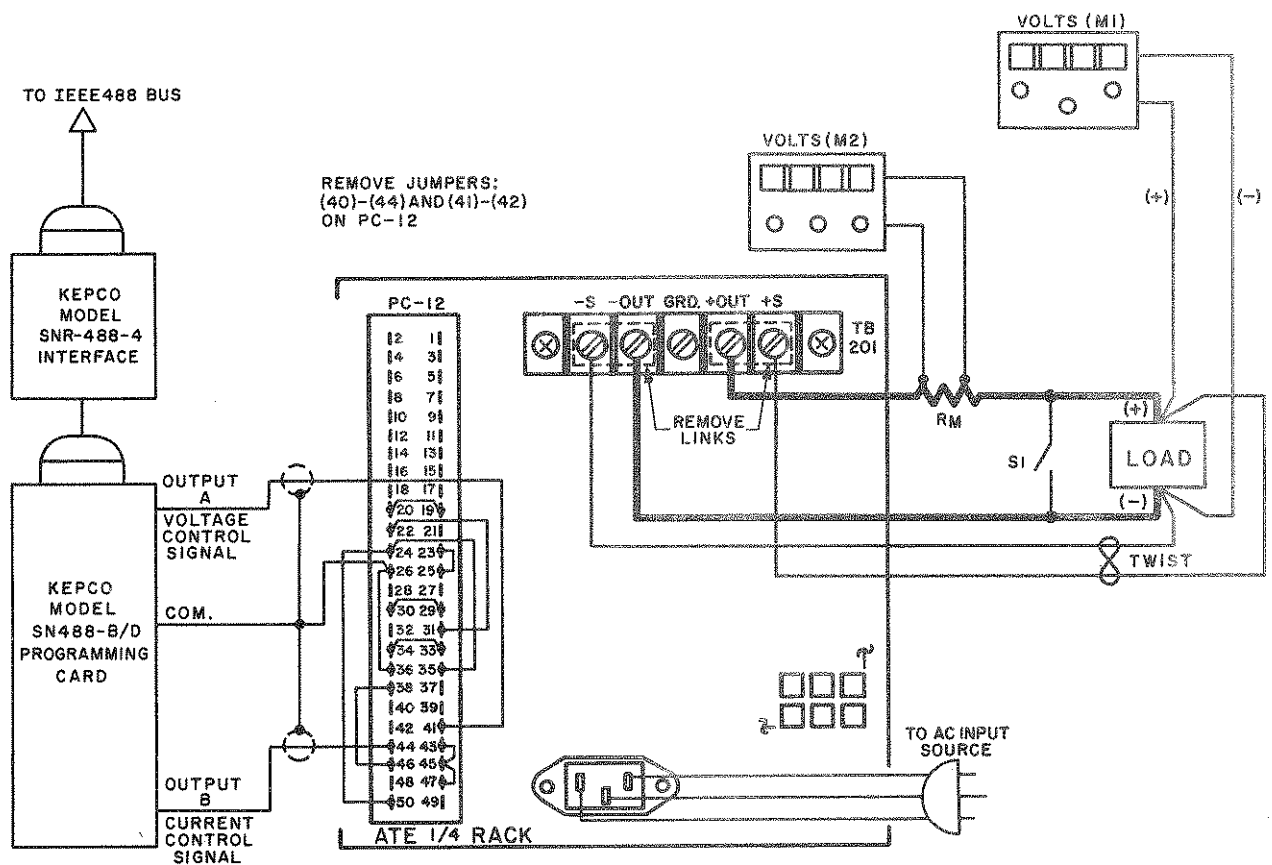 VOLTS (M1)
TO IEEE488 BUS
VOLTS (M2)
REMOVE JUMPERS:
(40)-(44) AND (41)-(42)
ON PC-12
(+)
(-)
KEPCO
MODEL
SNR-488-4
INTERFACE
PC-12
-S -OUT GRD. +OUT +S
TB
201
2 1
4 3
6 5
8 7
10 9
12 11
14 13
16 15
18 17
20 19
22 21
24 23
26 25
28 27
30 29
32 31
34 33
36 35
38 37
40 39
42 41
44 43
46 45
48 47
50 49
REMOVE
LINKS
RM
S1
(+)
LOAD
(-)
TWIST
OUTPUT
A
VOLTAGE
CONTROL
SIGNAL
KEPCO
MODEL
SN488-B/D
PROGRAMMING
CARD
COM.
OUTPUT
B
CURRENT
CONTROL
SIGNAL
TO AC INPUT
SOURCE
ATE 1/4 RACK